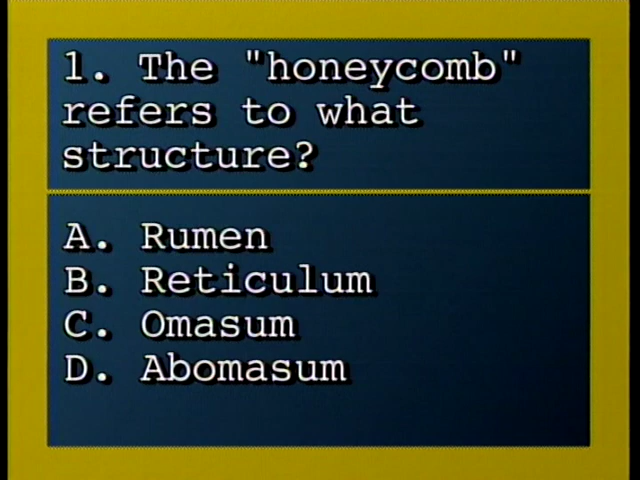 1. The "honeycomb"
refers to what
structure?
A. Rumen
B. Reticulum
C. Omasum
D. Abomasum